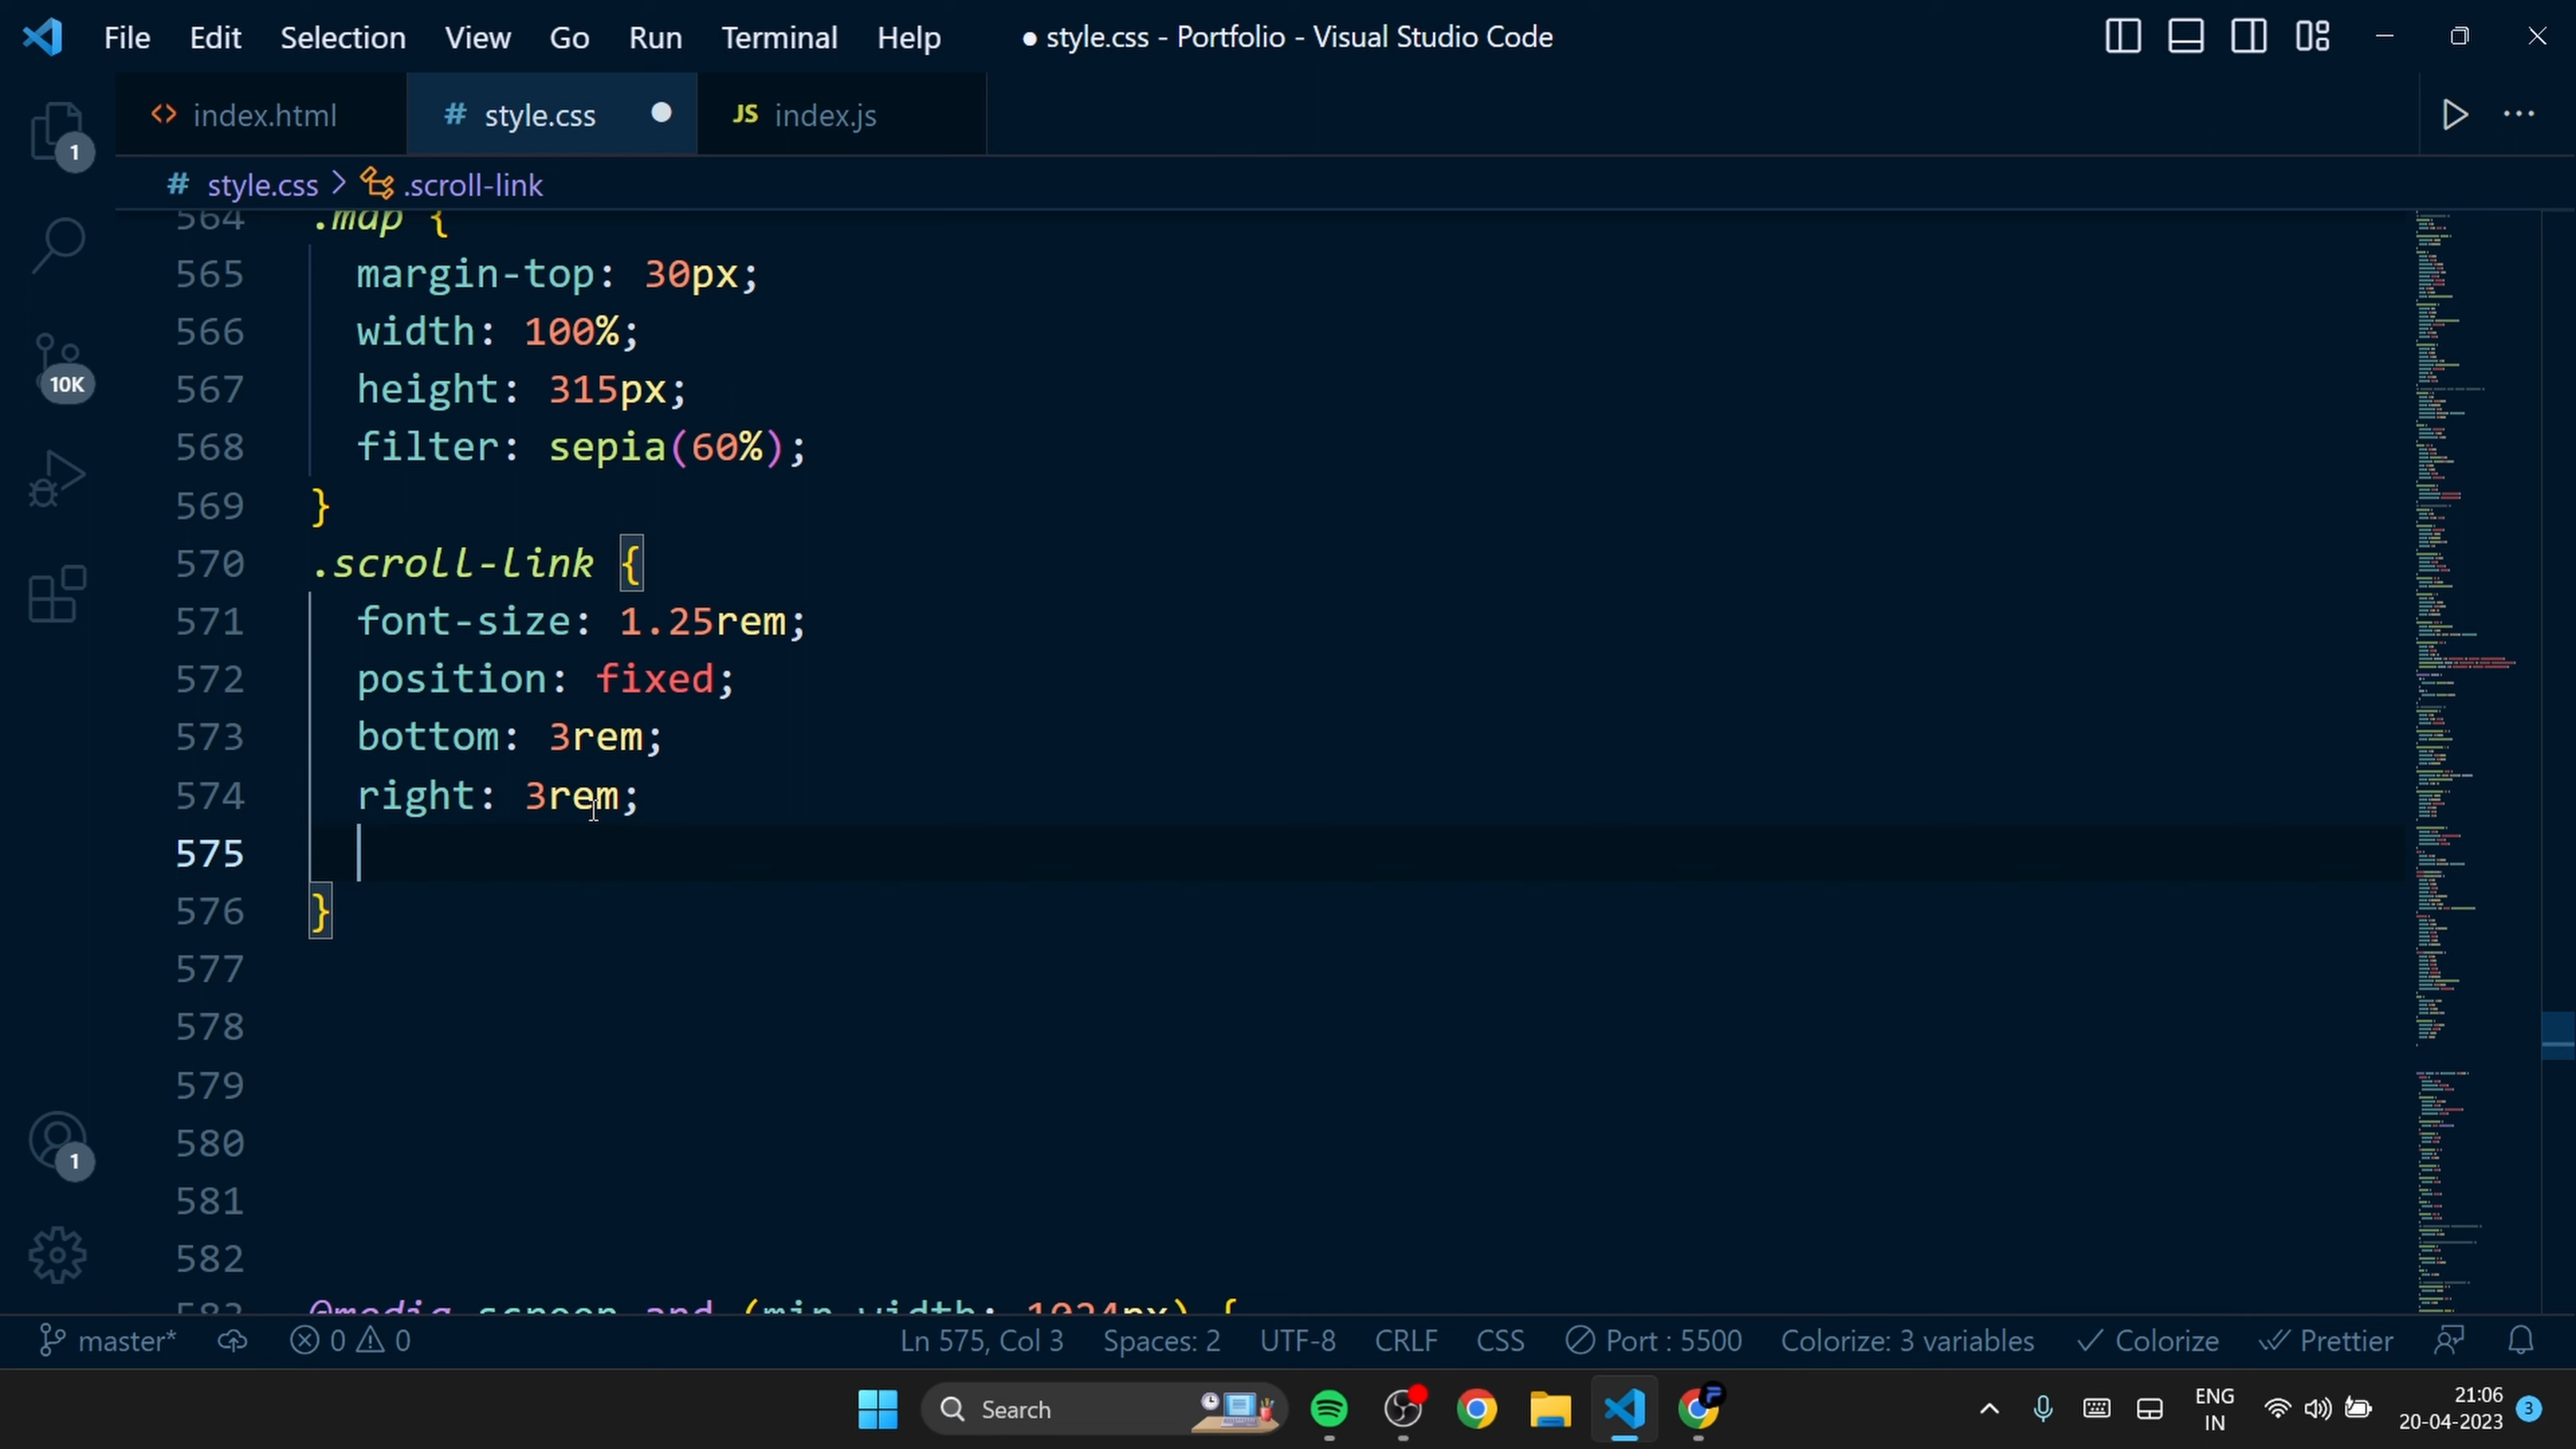 File Edit Selection View Go Run Terminal Help ● style.css - Portfolio - Visual Studio Code
<> index.html # style.css ● JS index.js ...
1
# style.css > .scroll-link
564 .map {
565 margin-top: 30px;
566 width: 100%;
567 height: 315px;
10K
568 filter: sepia(60%);
569 }
570 .scroll-link {
571 font-size: 1.25rem;
572 position: fixed;
573 bottom: 3rem;
574 right: 3rem;
575
576 }
577
578
579
580
1
581
582
583 @media screen and (min-width: 1024px) {
master* 0 0 Ln 575, Col 3 Spaces: 2 UTF-8 CRLF CSS Port : 5500 Colorize: 3 variables Colorize Prettier
Search ENG 21:06
IN 20-04-2023 3